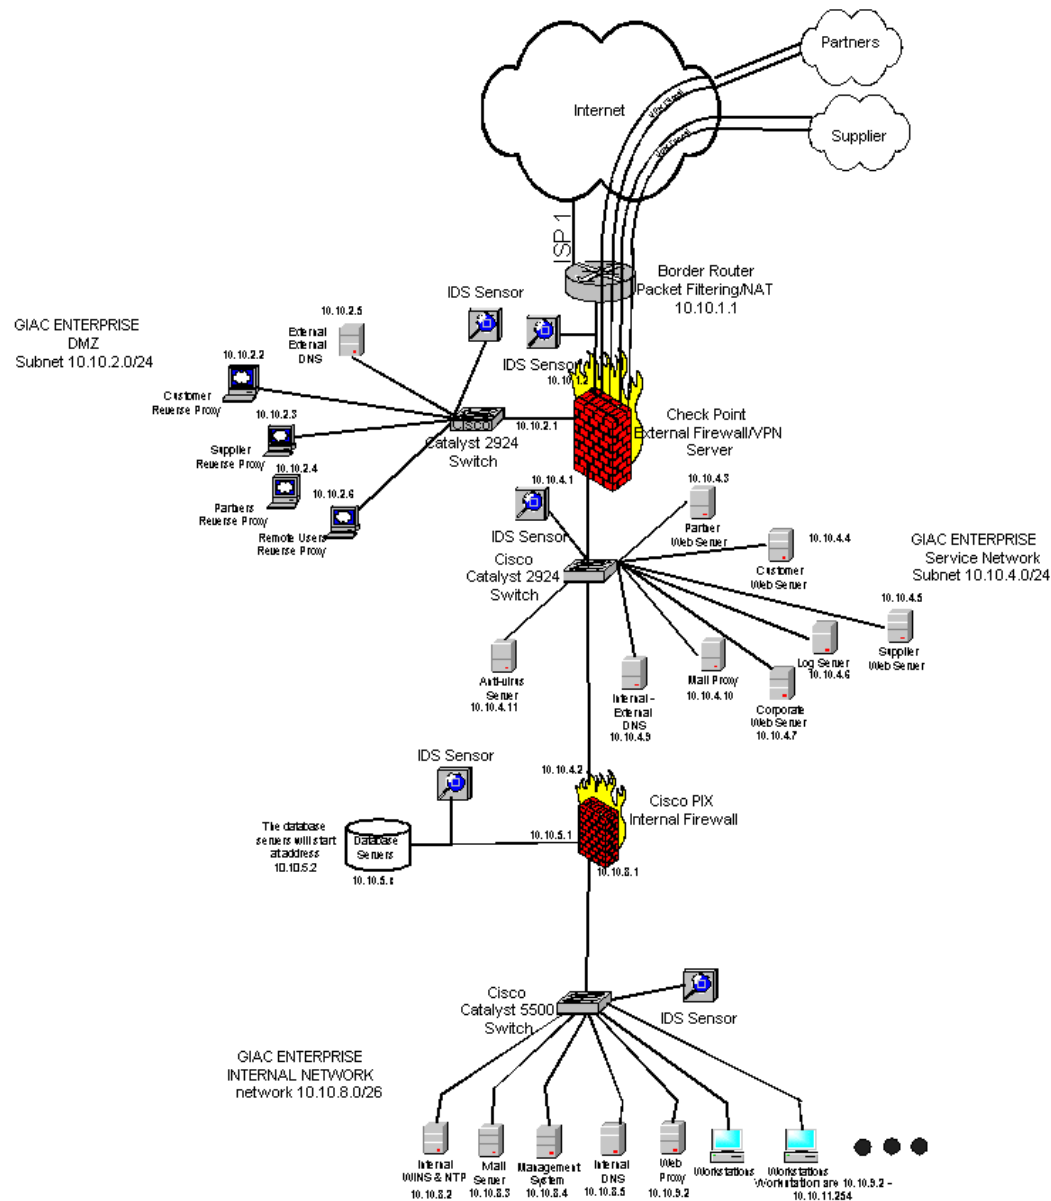 Partners
Internet
Supplier
ISP 1
Border Router
Packet Filtering/NAT
10.10.1.1
IDS Sensor
IDS Sensor
10.10.1.2
GIAC ENTERPRISE
DMZ
Subnet 10.10.2.0/24
10.10.2.5
External
External
DNS
10.10.2.2
Customer
Reverse Proxy
10.10.2.3
Supplier
Reverse Proxy
10.10.2.4
Partners
Reverse Proxy
10.10.2.6
Remote Users
Reverse Proxy
Cisco
Catalyst 2924
Switch
10.10.2.1
Check Point
External Firewall/VPN
Server
10.10.4.1
IDS Sensor
Cisco
Catalyst 2924
Switch
10.10.4.3
Partner
Web Server
10.10.4.4
Customer
Web Server
GIAC ENTERPRISE
Service Network
Subnet 10.10.4.0/24
10.10.4.5
Supplier
Web Server
Log Server
10.10.4.6
Corporate
Web Server
10.10.4.7
Mail Proxy
10.10.4.10
Internal -
External
DNS
10.10.4.9
Anti-virus
Server
10.10.4.11
10.10.4.2
IDS Sensor
Cisco PIX
Internal Firewall
The database
servers will start
at address
10.10.5.2
Database
Servers
10.10.5.x
10.10.5.1
10.10.8.1
Cisco
Catalyst 5500
Switch
IDS Sensor
GIAC ENTERPRISE
INTERNAL NETWORK
network 10.10.8.0/26
Internal
WINS & NTP
10.10.8.2
Mail
Server
10.10.8.3
Management
System
10.10.8.4
Internal
DNS
10.10.8.5
Web
Proxy
10.10.9.2
Workstations
Workstations
Workstation are 10.10.9.2 -
10.10.11.254